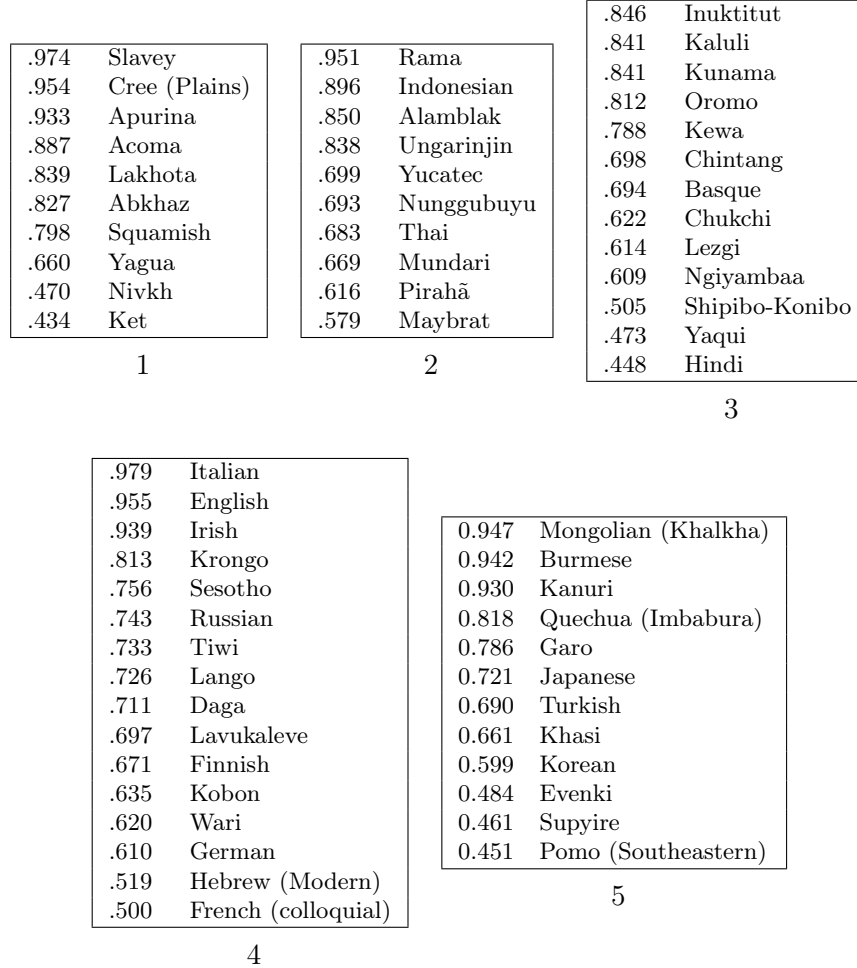 .974 Slavey
.954 Cree (Plains)
.933 Apurina
.887 Acoma
.839 Lakhota
.827 Abkhaz
.798 Squamish
.660 Yagua
.470 Nivkh
.434 Ket
1
.951 Rama
.896 Indonesian
.850 Alamblak
.838 Ungarinjin
.699 Yucatec
.693 Nunggubuyu
.683 Thai
.669 Mundari
.616 Pirahã
.579 Maybrat
2
.846 Inuktitut
.841 Kaluli
.841 Kunama
.812 Oromo
.788 Kewa
.698 Chintang
.694 Basque
.622 Chukchi
.614 Lezgi
.609 Ngiyambaa
.505 Shipibo-Konibo
.473 Yaqui
.448 Hindi
3
.979 Italian
.955 English
.939 Irish
.813 Krongo
.756 Sesotho
.743 Russian
.733 Tiwi
.726 Lango
.711 Daga
.697 Lavukaleve
.671 Finnish
.635 Kobon
.620 Wari
.610 German
.519 Hebrew (Modern)
.500 French (colloquial)
4
0.947 Mongolian (Khalkha)
0.942 Burmese
0.930 Kanuri
0.818 Quechua (Imbabura)
0.786 Garo
0.721 Japanese
0.690 Turkish
0.661 Khasi
0.599 Korean
0.484 Evenki
0.461 Supyire
0.451 Pomo (Southeastern)
5